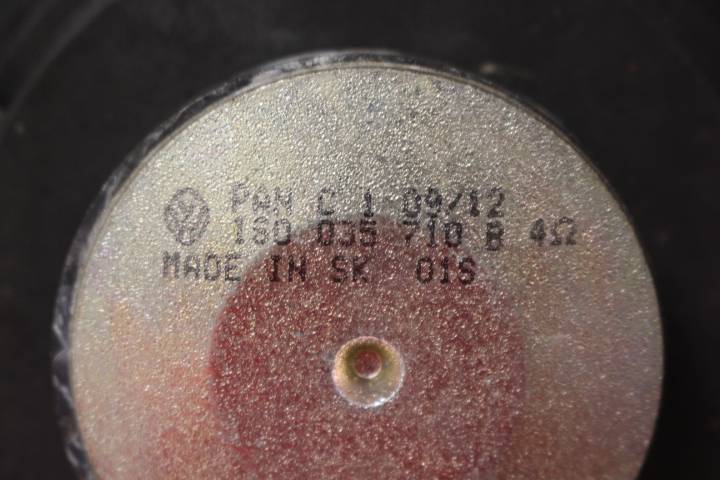 PAN C 1 09/12
1S0 035 710 B 4Ω
MADE IN SK 01S